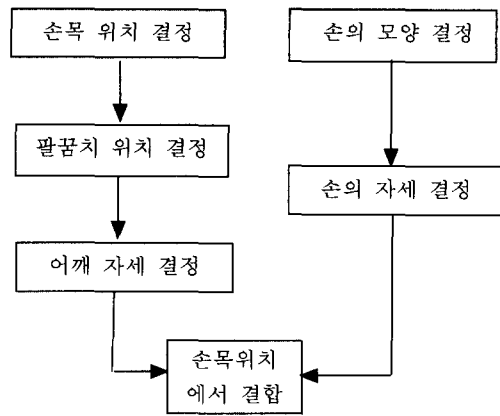 손목 위치 결정
손의 모양 결정
팔꿈치 위치 결정
손의 자세 결정
어깨 자세 결정
손목위치
에서 결합